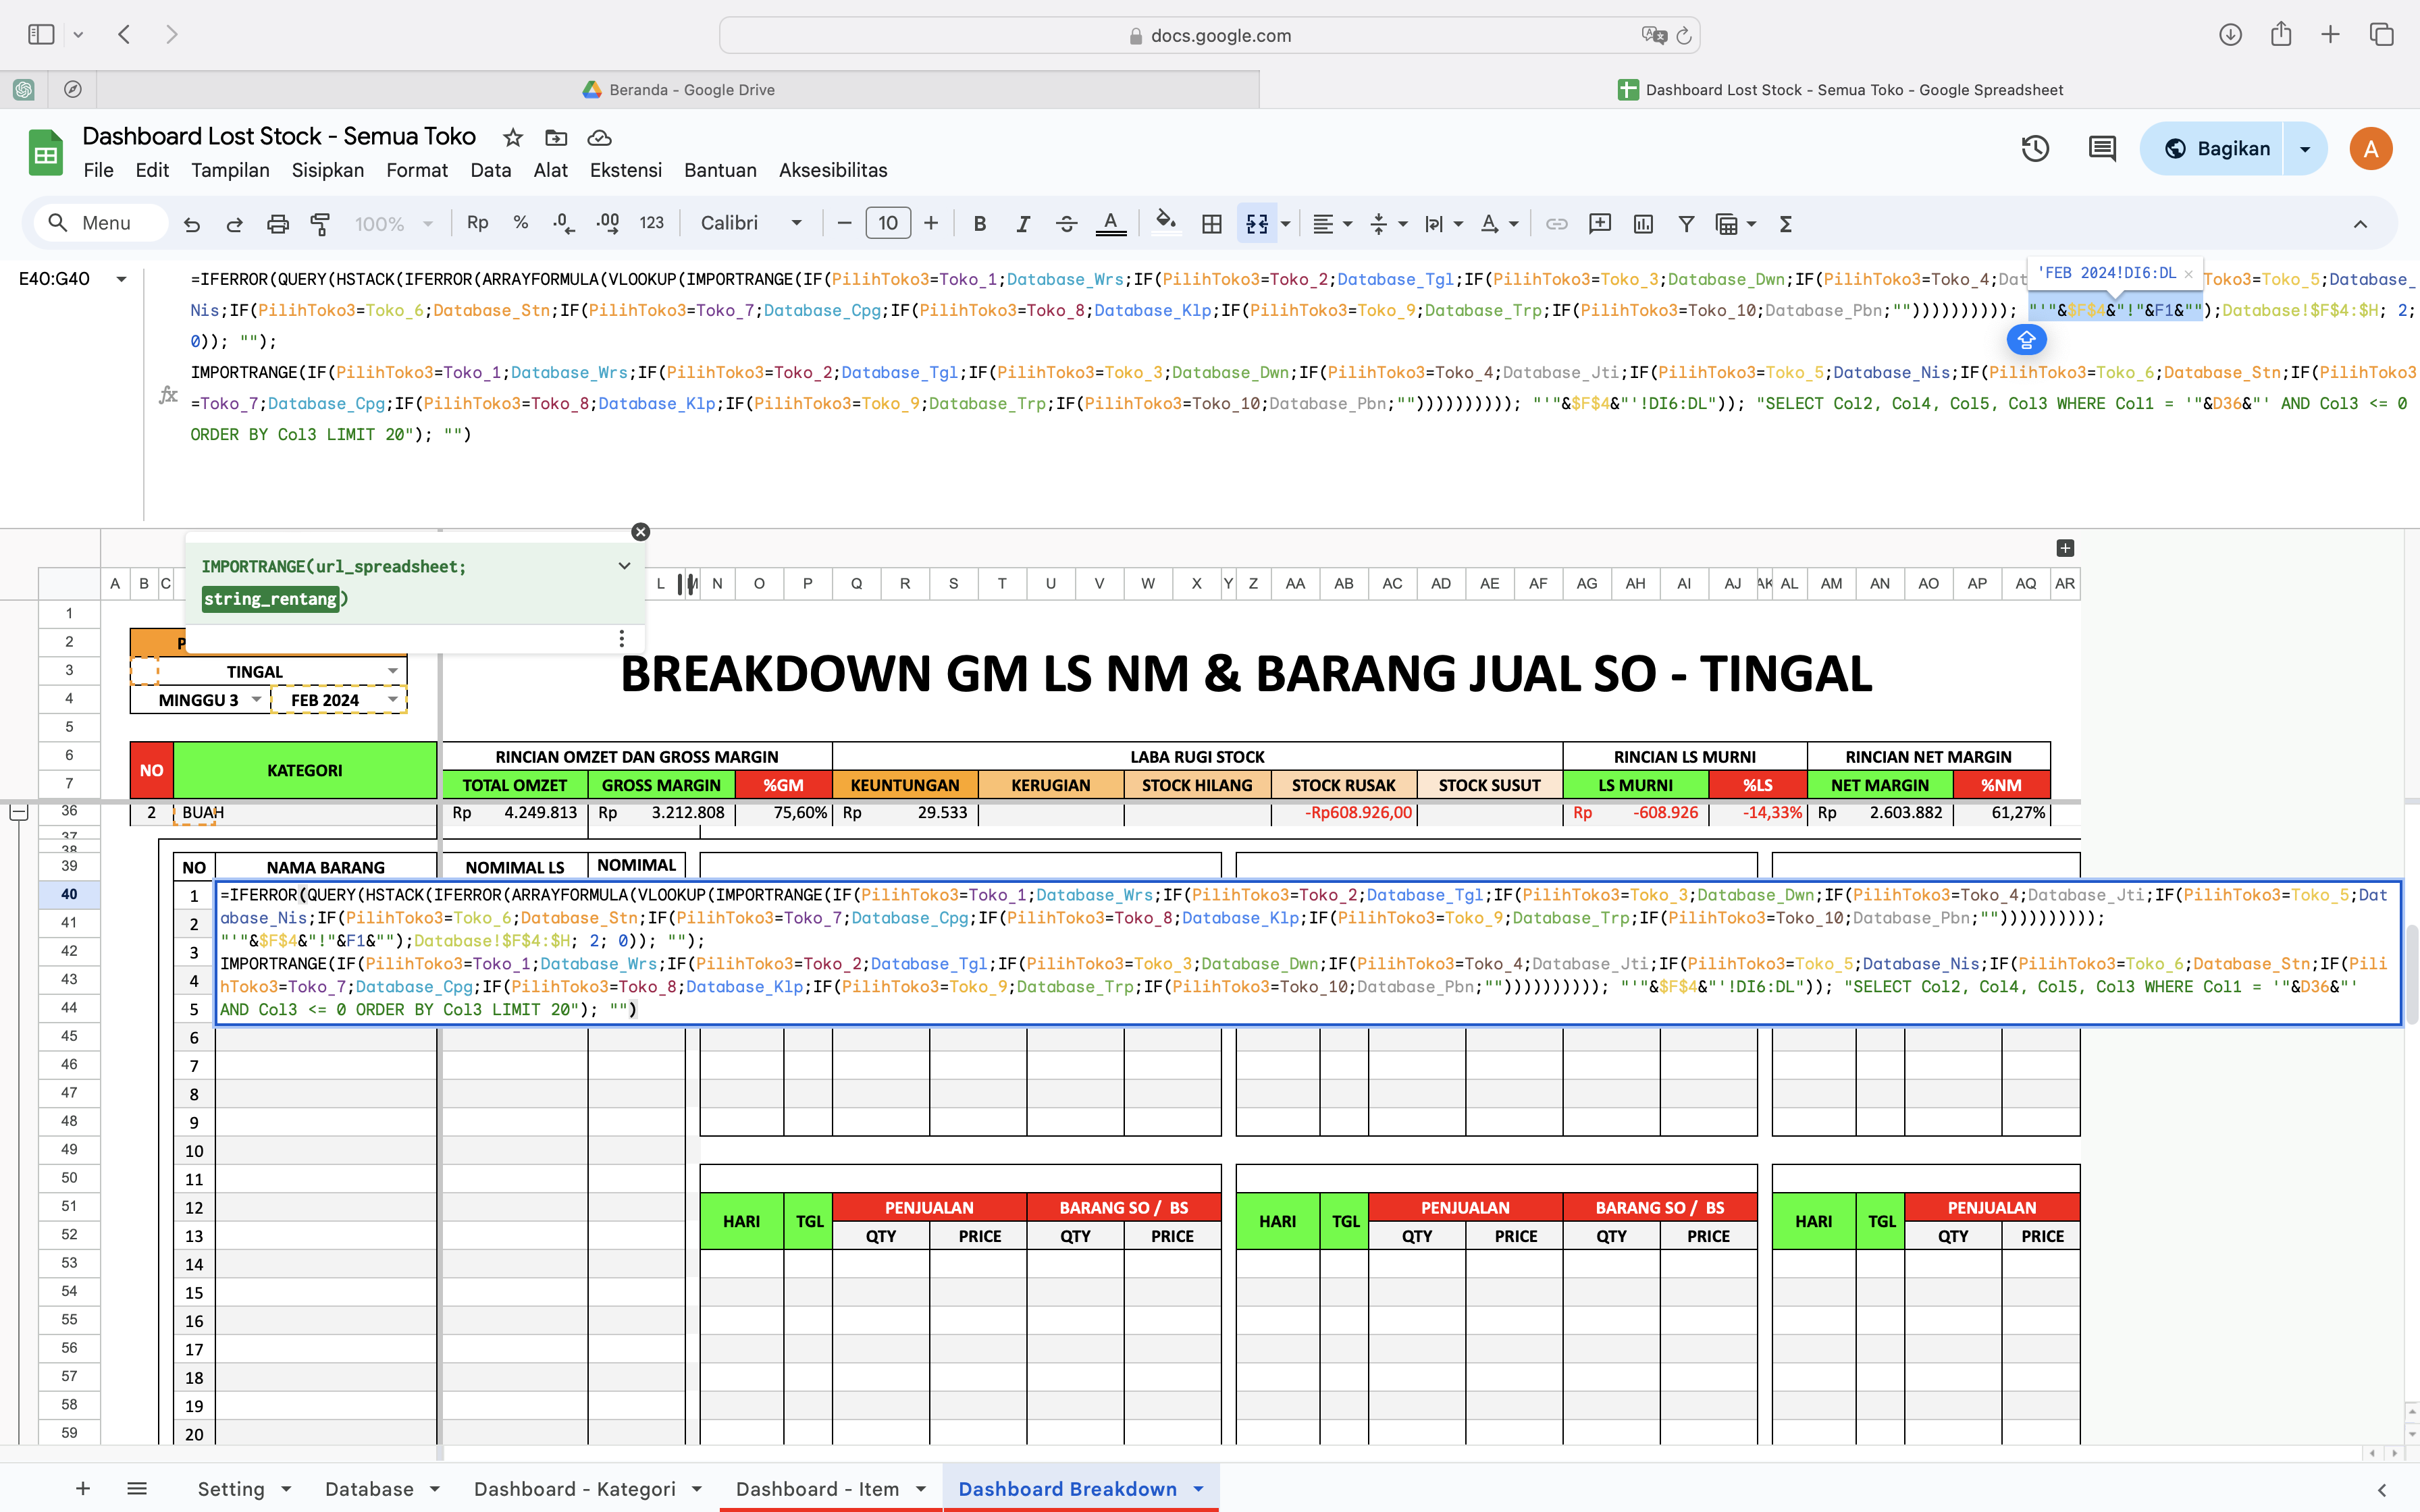 docs.google.com
Beranda - Google Drive
Dashboard Lost Stock - Semua Toko - Google Spreadsheet
Dashboard Lost Stock - Semua Toko
File Edit Tampilan Sisipkan Format Data Alat Ekstensi Bantuan Aksesibilitas
Bagikan
A
Menu 100% Rp % .0 .00 123 Calibri 10 B I A Σ
E40:G40
'FEB 2024!DI6:DL
=IFERROR(QUERY(HSTACK(IFERROR(ARRAYFORMULA(VLOOKUP(IMPORTRANGE(IF(PilihToko3=Toko_1;Database_Wrs;IF(PilihToko3=Toko_2;Database_Tgl;IF(PilihToko3=Toko_3;Database_Dwn;IF(PilihToko3=Toko_4;Dat Toko3=Toko_5;Database_
Nis;IF(PilihToko3=Toko_6;Database_Stn;IF(PilihToko3=Toko_7;Database_Cpg;IF(PilihToko3=Toko_8;Database_Klp;IF(PilihToko3=Toko_9;Database_Trp;IF(PilihToko3=Toko_10;Database_Pbn;"")))))))))); "'"&$F$4&"!"&F1&"");Database!$F$4:$H; 2;
0)); "");
IMPORTRANGE(IF(PilihToko3=Toko_1;Database_Wrs;IF(PilihToko3=Toko_2;Database_Tgl;IF(PilihToko3=Toko_3;Database_Dwn;IF(PilihToko3=Toko_4;Database_Jti;IF(PilihToko3=Toko_5;Database_Nis;IF(PilihToko3=Toko_6;Database_Stn;IF(PilihToko3
=Toko_7;Database_Cpg;IF(PilihToko3=Toko_8;Database_Klp;IF(PilihToko3=Toko_9;Database_Trp;IF(PilihToko3=Toko_10;Database_Pbn;"")))))))))); "'"&$F$4&"'!DI6:DL")); "SELECT Col2, Col4, Col5, Col3 WHERE Col1 = '"&D36&"' AND Col3 <= 0
ORDER BY Col3 LIMIT 20"); "")
fx
IMPORTRANGE(url_spreadsheet;
string_rentang)
A B C L M N O P Q R S T U V W X Y Z AA AB AC AD AE AF AG AH AI AJ AK AL AM AN AO AP AQ AR
1
2 P
3 TINGAL
4 MINGGU 3 FEB 2024
BREAKDOWN GM LS NM & BARANG JUAL SO - TINGAL
5
6 NO KATEGORI RINCIAN OMZET DAN GROSS MARGIN LABA RUGI STOCK RINCIAN LS MURNI RINCIAN NET MARGIN
7 TOTAL OMZET GROSS MARGIN %GM KEUNTUNGAN KERUGIAN STOCK HILANG STOCK RUSAK STOCK SUSUT LS MURNI %LS NET MARGIN %NM
36 2 BUAH Rp 4.249.813 Rp 3.212.808 75,60% Rp 29.533 -Rp608.926,00 Rp -608.926 -14,33% Rp 2.603.882 61,27%
37
38
39 NO NAMA BARANG NOMIMAL LS NOMIMAL
40 1 =IFERROR(QUERY(HSTACK(IFERROR(ARRAYFORMULA(VLOOKUP(IMPORTRANGE(IF(PilihToko3=Toko_1;Database_Wrs;IF(PilihToko3=Toko_2;Database_Tgl;IF(PilihToko3=Toko_3;Database_Dwn;IF(PilihToko3=Toko_4;Database_Jti;IF(PilihToko3=Toko_5;Dat
41 2 abase_Nis;IF(PilihToko3=Toko_6;Database_Stn;IF(PilihToko3=Toko_7;Database_Cpg;IF(PilihToko3=Toko_8;Database_Klp;IF(PilihToko3=Toko_9;Database_Trp;IF(PilihToko3=Toko_10;Database_Pbn;""))))))))));
"'"&$F$4&"!"&F1&"");Database!$F$4:$H; 2; 0)); "");
42 3 IMPORTRANGE(IF(PilihToko3=Toko_1;Database_Wrs;IF(PilihToko3=Toko_2;Database_Tgl;IF(PilihToko3=Toko_3;Database_Dwn;IF(PilihToko3=Toko_4;Database_Jti;IF(PilihToko3=Toko_5;Database_Nis;IF(PilihToko3=Toko_6;Database_Stn;IF(Pili
43 4 hToko3=Toko_7;Database_Cpg;IF(PilihToko3=Toko_8;Database_Klp;IF(PilihToko3=Toko_9;Database_Trp;IF(PilihToko3=Toko_10;Database_Pbn;"")))))))))); "'"&$F$4&"'!DI6:DL")); "SELECT Col2, Col4, Col5, Col3 WHERE Col1 = '"&D36&"'
44 5 AND Col3 <= 0 ORDER BY Col3 LIMIT 20"); "")
45 6
46 7
47 8
48 9
49 10
50 11
51 12 HARI TGL PENJUALAN BARANG SO / BS HARI TGL PENJUALAN BARANG SO / BS HARI TGL PENJUALAN
52 13 QTY PRICE QTY PRICE QTY PRICE QTY PRICE QTY PRICE
53 14
54 15
55 16
56 17
57 18
58 19
59 20
Setting Database Dashboard - Kategori Dashboard - Item Dashboard Breakdown